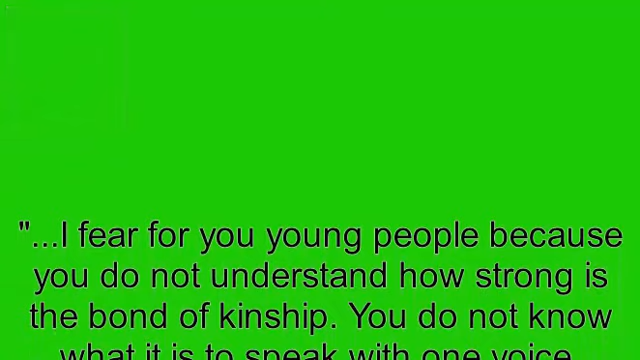 "...I fear for you young people because
you do not understand how strong is
the bond of kinship. You do not know
what it is to speak with one voice.